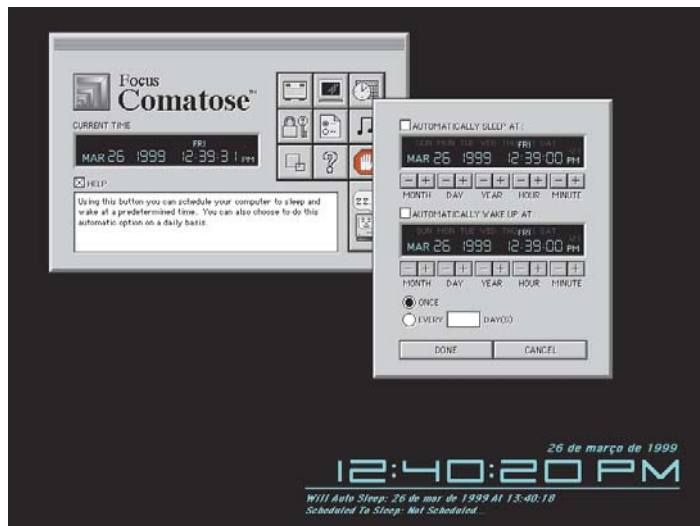 Focus
Comatose™
CURRENT TIME
FRI
MAR 26 1999 12:39:31 PM
HELP
Using this button you can schedule your computer to sleep and
wake at a predetermined time. You can also choose to do this
automatic option on a daily basis.
AUTOMATICALLY SLEEP AT:
SUN MON TUE WED THU FRI SAT
MAR 26 1999 12:39:00 PM
- + - + - + - + - +
MONTH DAY YEAR HOUR MINUTE
AUTOMATICALLY WAKE UP AT
SUN MON TUE WED THU FRI SAT
MAR 26 1999 12:39:00 PM
- + - + - + - + - +
MONTH DAY YEAR HOUR MINUTE
ONCE
EVERY DAY(S)
DONE CANCEL
26 de março de 1999
12:40:20 PM
Will Auto Sleep: 26 de mar de 1999 At 13:40:18
Scheduled To Sleep: Not Scheduled...